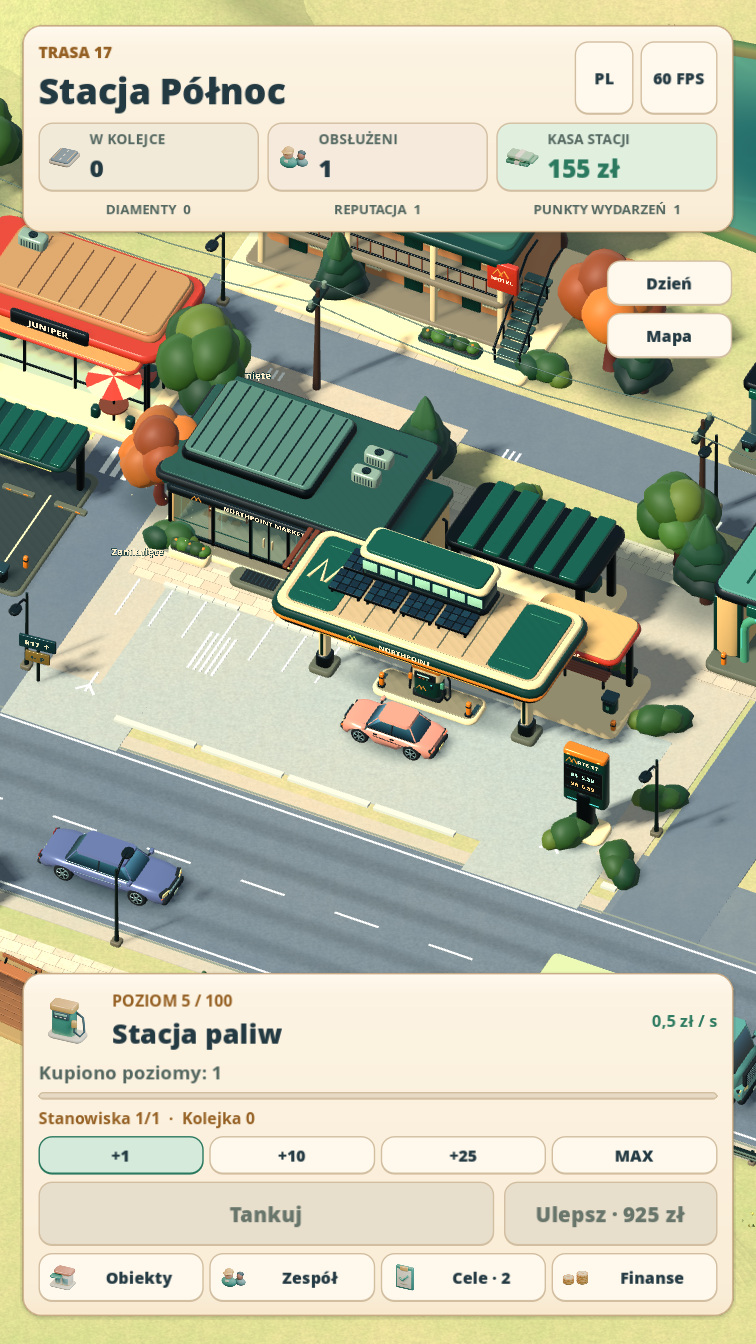 TRASA 17
Stacja Północ
PL
60 FPS
W KOLEJCE
0
OBSŁUŻENI
1
KASA STACJI
155 zł
DIAMENTY 0
REPUTACJA 1
PUNKTY WYDARZEŃ 1
Dzień
Mapa
JUNIPER
NORTHPOINT MARKET
Zamknięte
N
NORTHPOINT
R17 ↑
RTE 17
POZIOM 5 / 100
Stacja paliw
0,5 zł / s
Kupiono poziomy: 1
Stanowiska 1/1 · Kolejka 0
+1
+10
+25
MAX
Tankuj
Ulepsz · 925 zł
Obiekty
Zespół
Cele · 2
Finanse